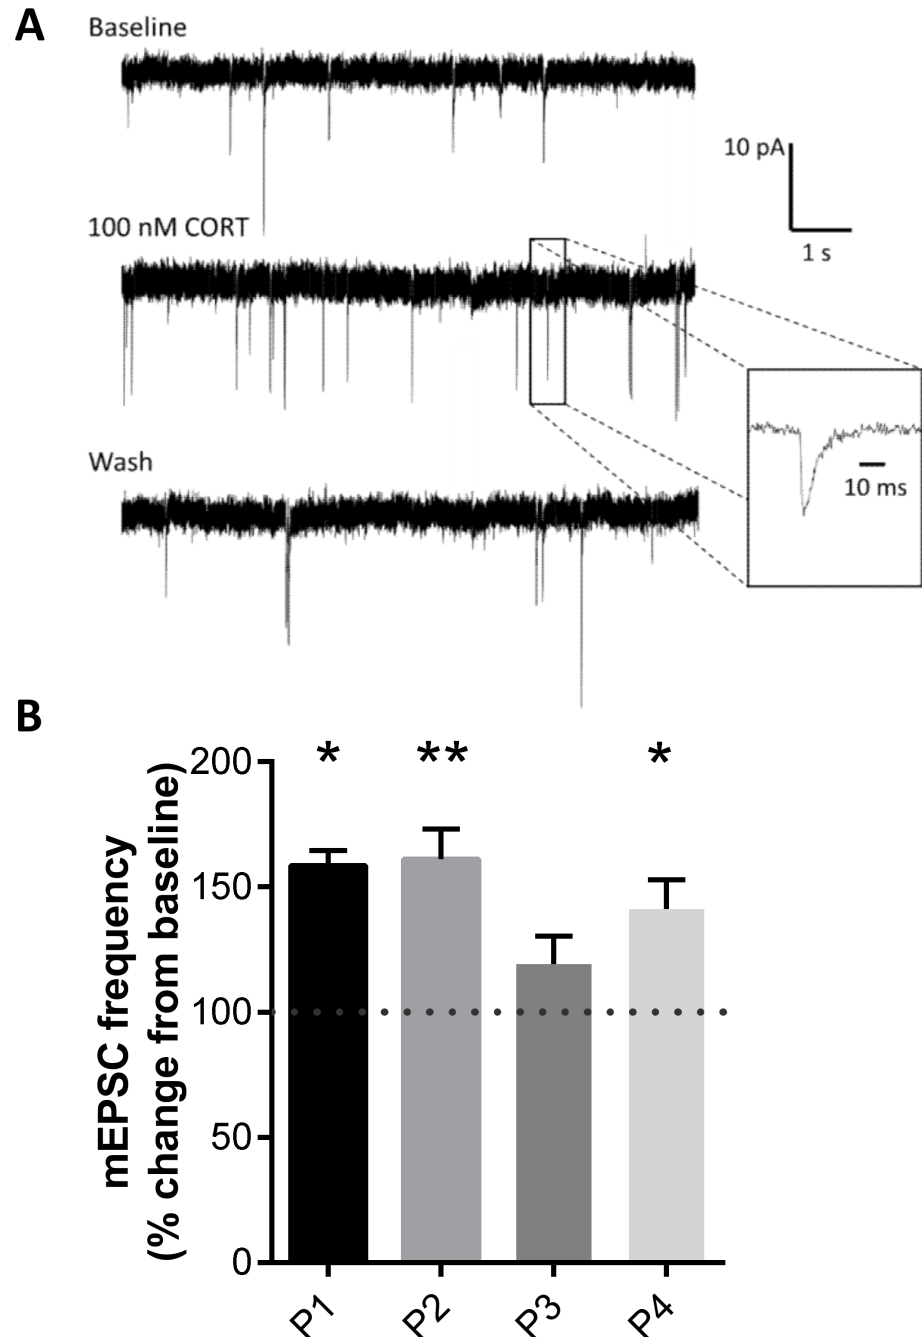 A
Baseline
10 pA
1 s
100 nM CORT
10 ms
Wash
B
mEPSC frequency
(% change from baseline)
200
150
100
50
0
*
**
*
P1
P2
P3
P4